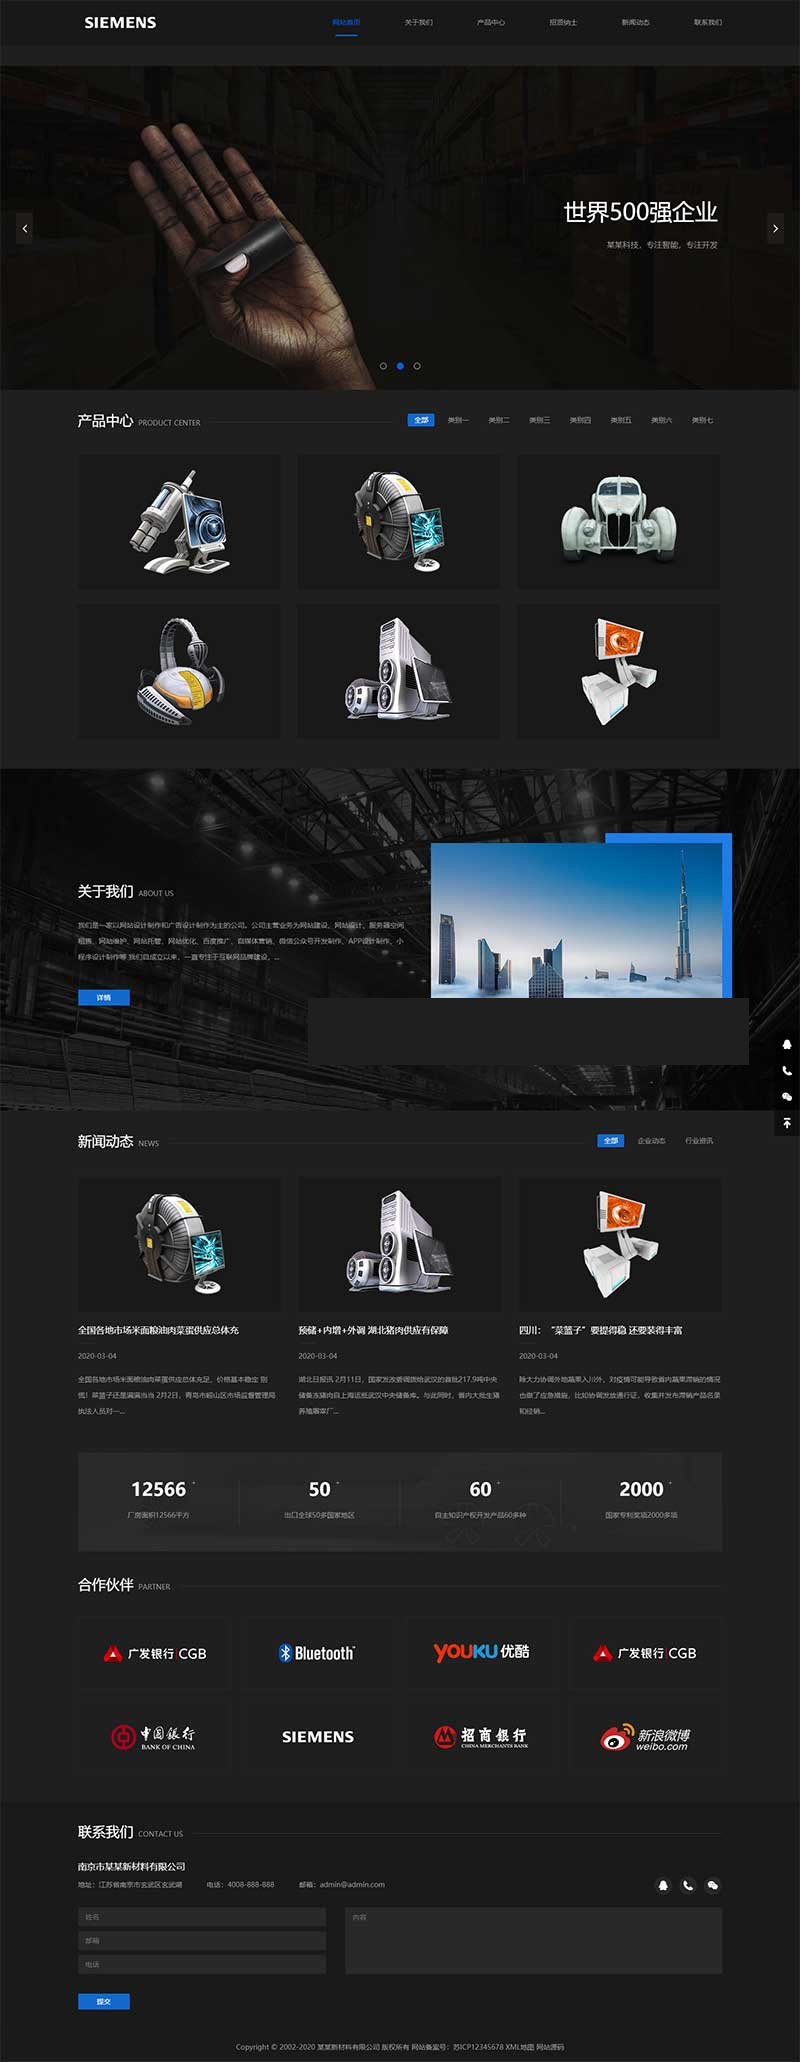 SIEMENS
网站首页 关于我们 产品中心 招贤纳士 新闻动态 联系我们
世界500强企业
某某科技，专注智能，专注开发
产品中心 PRODUCT CENTER
全部 类别一 类别二 类别三 类别四 类别五 类别六 类别七
关于我们 ABOUT US
我们是一家以网站设计制作和广告设计制作为主的公司。公司主营业务为网站建设、网站设计、服务器空间
租赁、网站维护、网站托管、网站优化、百度推广、自媒体营销、微信公众号开发制作、APP设计制作、小
程序设计制作等 我们自成立以来，一直专注于互联网品牌建设，...
详情
新闻动态 NEWS
全部 企业动态 行业资讯
全国各地市场米面粮油肉菜蛋供应总体充
2020-03-04
全国各地市场米面粮油肉菜蛋供应总体充足，价格基本稳定 别
慌！菜篮子还是满满当当 2月2日，青岛市崂山区市场监督管理局
执法人员对一...
预储+内增+外调 湖北猪肉供应有保障
2020-03-04
湖北日报讯 2月11日，国家发改委调拨给武汉的首批217.9吨中央
储备冻猪肉自上海运抵武汉中央储备库。与此同时，省内大批生猪
养殖屠宰厂...
四川：“菜篮子”要提得稳 还要装得丰富
2020-03-04
除大力协调外地蔬果入川外，对疫情可能导致省内蔬果滞销的情况
也做了应急措施，比如协调发放通行证，收集并发布滞销产品名录
和经销...
12566 +
厂房面积12566平方
50 +
出口全球50多国家地区
60 +
自主知识产权开发产品60多种
2000 +
国家专利奖项2000多项
合作伙伴 PARTNER
广发银行|CGB
Bluetooth
YOUKU优酷
广发银行|CGB
中国银行
BANK OF CHINA
SIEMENS
招商银行
CHINA MERCHANTS BANK
新浪微博
weibo.com
联系我们 CONTACT US
南京市某某新材料有限公司
地址：江苏省南京市玄武区玄武湖 电话：4008-888-888 邮箱：admin@admin.com
姓名
邮箱
电话
内容
提交
Copyright © 2002-2020 某某新材料有限公司 版权所有 网站备案号：苏ICP12345678 XML地图 网站源码